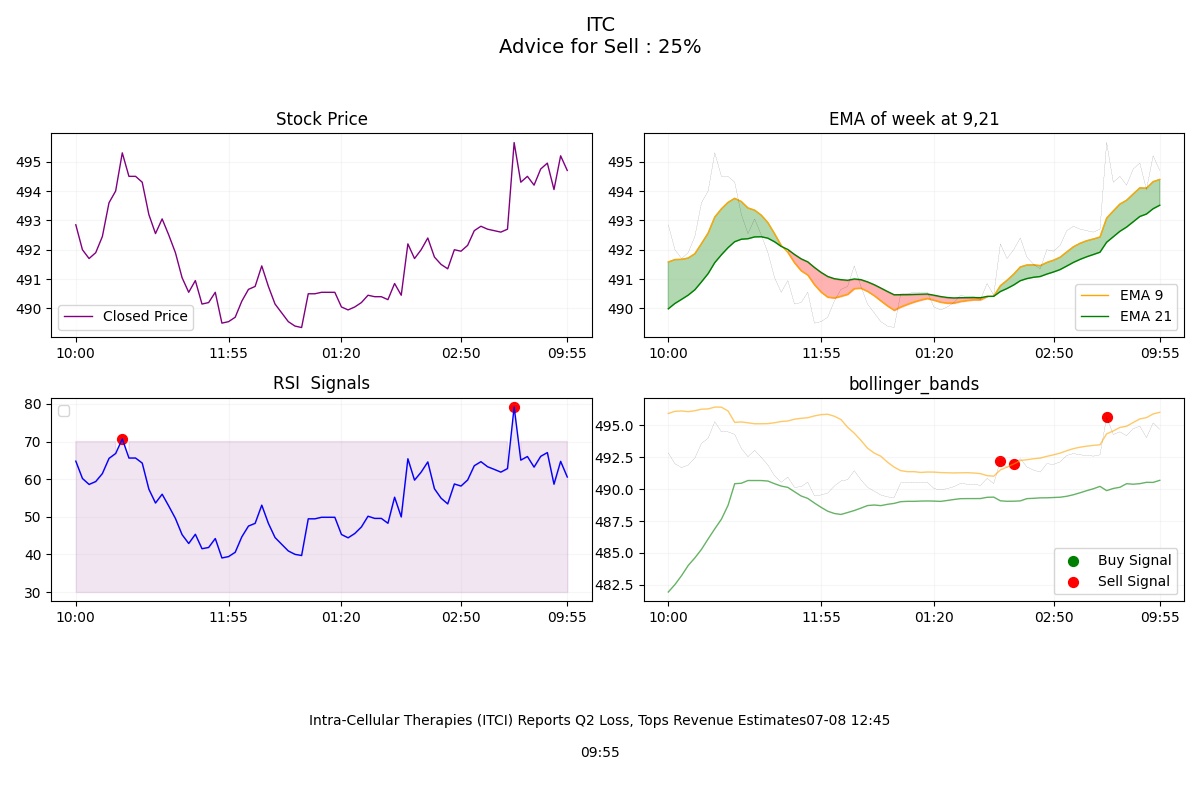 ITC
Advice for Sell : 25%
Stock Price
495
494
493
492
491
490
Closed Price
10:00 11:55 01:20 02:50 09:55
EMA of week at 9,21
495
494
493
492
491
490
EMA 9
EMA 21
10:00 11:55 01:20 02:50 09:55
RSI  Signals
80
70
60
50
40
30
10:00 11:55 01:20 02:50 09:55
bollinger_bands
495.0
492.5
490.0
487.5
485.0
482.5
Buy Signal
Sell Signal
10:00 11:55 01:20 02:50 09:55
Intra-Cellular Therapies (ITCI) Reports Q2 Loss, Tops Revenue Estimates07-08 12:45
09:55